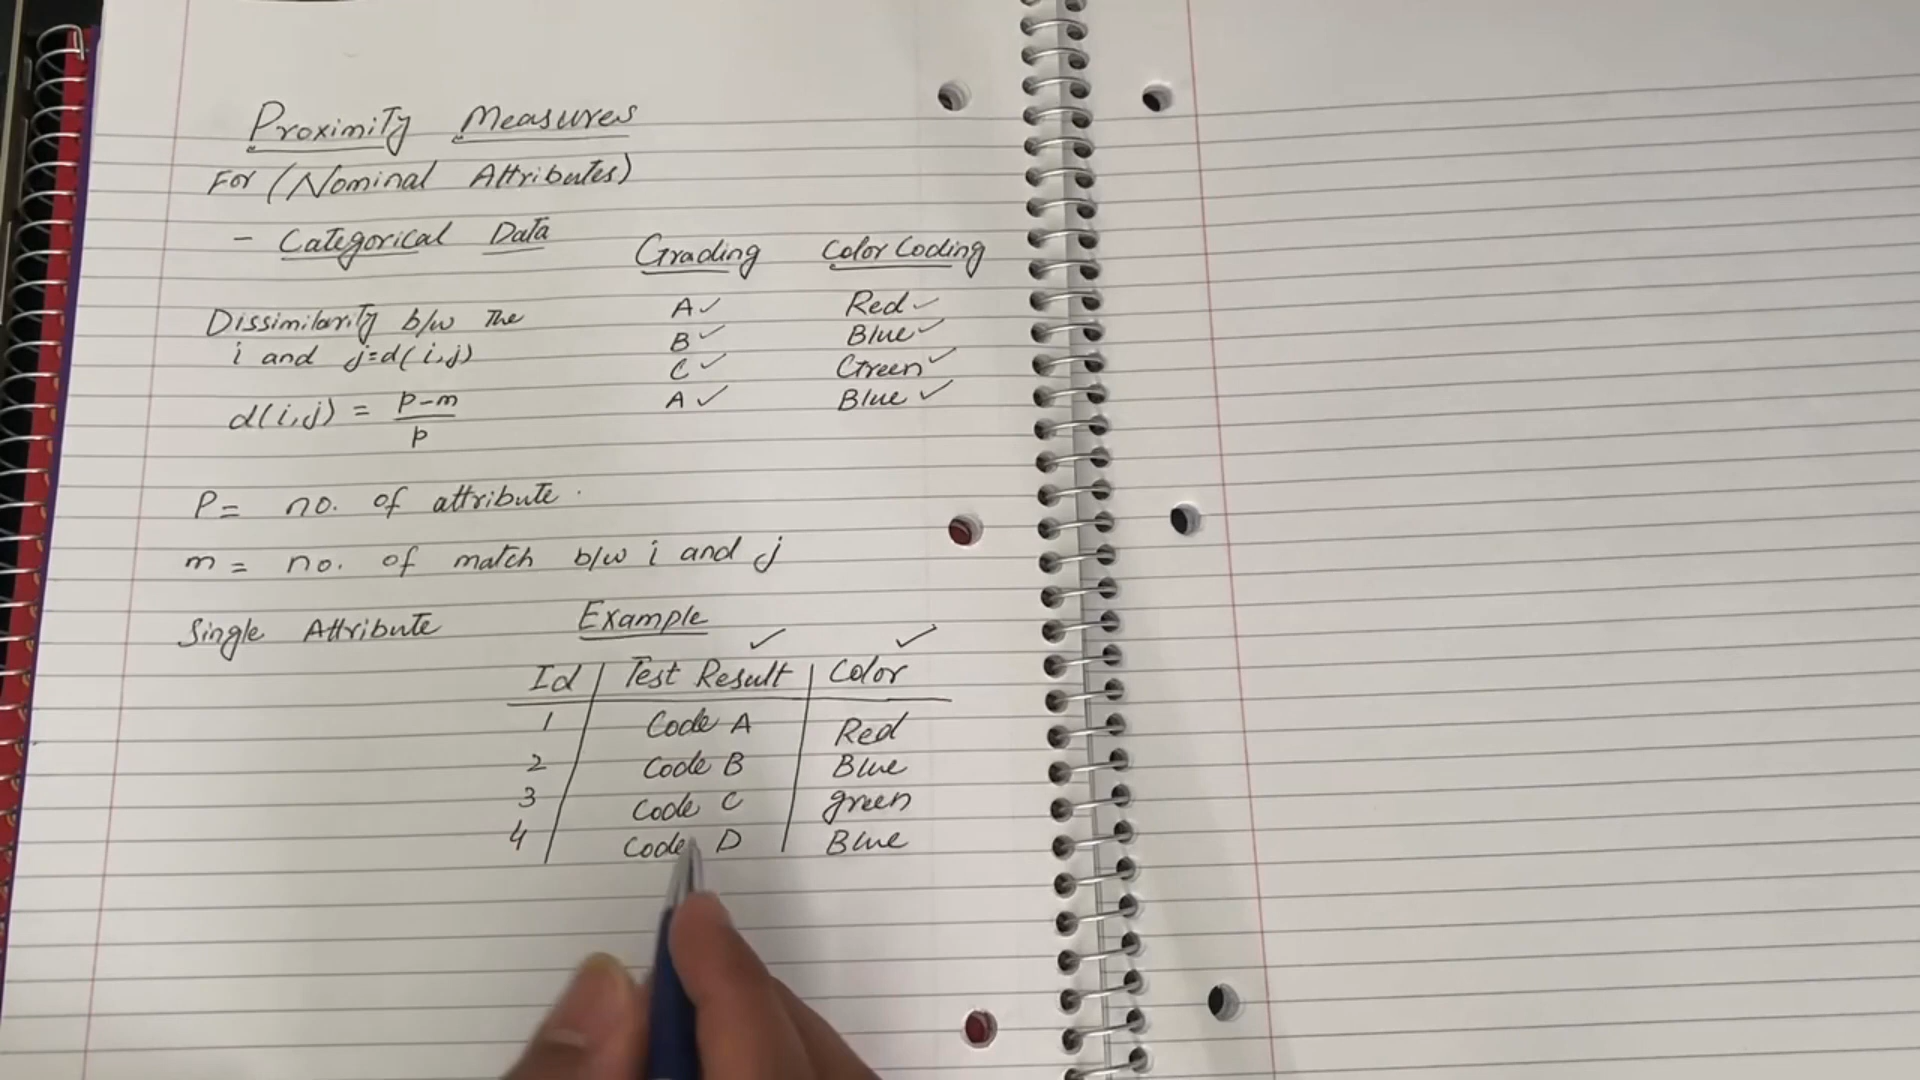 Proximity Measures
For (Nominal Attributes)
- Categorical Data
Grading Color Coding
A Red
B Blue
C Green
A Blue
Dissimilarity b/w The
i and j=d(i,j)
d(i,j) = p-m
p
P = no. of attribute.
m = no. of match b/w i and j
Single Attribute Example
Id Test Result Color
1 Code A Red
2 Code B Blue
3 Code C green
4 Code D Blue